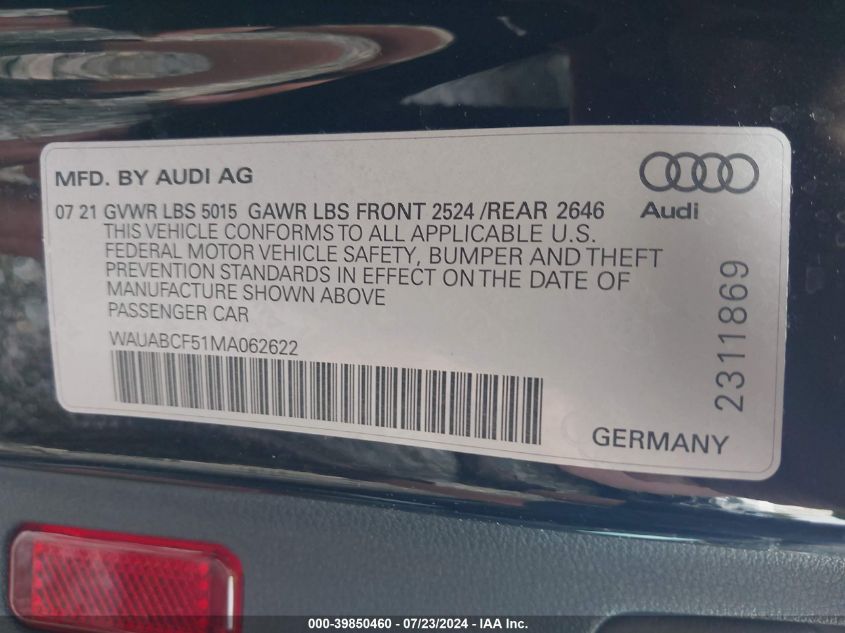 MFD. BY AUDI AG
Audi
07 21 GVWR LBS 5015 GAWR LBS FRONT 2524 /REAR 2646
THIS VEHICLE CONFORMS TO ALL APPLICABLE U.S.
FEDERAL MOTOR VEHICLE SAFETY, BUMPER AND THEFT
PREVENTION STANDARDS IN EFFECT ON THE DATE OF
MANUFACTURE SHOWN ABOVE
PASSENGER CAR
WAUABCF51MA062622
2311869
GERMANY
000-39850460 - 07/23/2024 - IAA Inc.